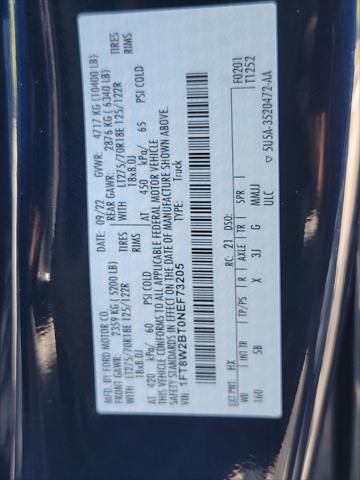 MFD. BY FORD MOTOR CO.
DATE: 09/22 GVWR: 4717 KG (10400 LB)
FRONT GAWR: 2359 KG (5200 LB) REAR GAWR: 2876 KG (6340 LB)
WITH LT275/70R18E 125/122R TIRES WITH LT275/70R18E 125/122R TIRES
18x8.0J RIMS 18x8.0J RIMS
AT 420 kPa/ 60 PSI COLD AT 450 kPa/ 65 PSI COLD
THIS VEHICLE CONFORMS TO ALL APPLICABLE FEDERAL MOTOR VEHICLE
SAFETY STANDARDS IN EFFECT ON THE DATE OF MANUFACTURE SHOWN ABOVE.
VIN: 1FT8W2BT0NEF73205 TYPE: Truck
F0201
T1252
EXT PNT: HX RC: 21 DSO:
WB INT TR TP/PS R AXLE TR SPR
160 5B X 3J G MMJJ
ULC
5U5A-3520472-AA